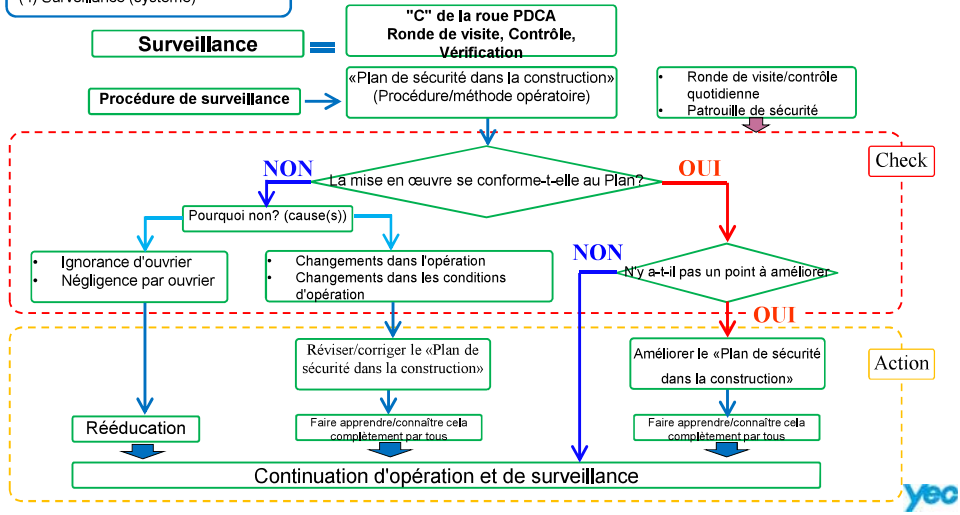 (4) Surveillance (système)
"C" de la roue PDCA
Ronde de visite, Contrôle,
Vérification
Surveillance
«Plan de sécurité dans la construction»
(Procédure/méthode opératoire)
Procédure de surveillance
• Ronde de visite/contrôle
quotidienne
• Patrouille de sécurité
Check
NON
OUI
La mise en œuvre se conforme-t-elle au Plan?
Pourquoi non? (cause(s))
• Ignorance d'ouvrier
• Négligence par ouvrier
• Changements dans l'opération
• Changements dans les conditions
d'opération
NON
N'y a-t-il pas un point à améliorer
OUI
Action
Réviser/corriger le «Plan de
sécurité dans la construction»
Améliorer le «Plan de sécurité
dans la construction»
Rééducation
Faire apprendre/connaître cela
complètement par tous
Faire apprendre/connaître cela
complètement par tous
Continuation d'opération et de surveillance
yec